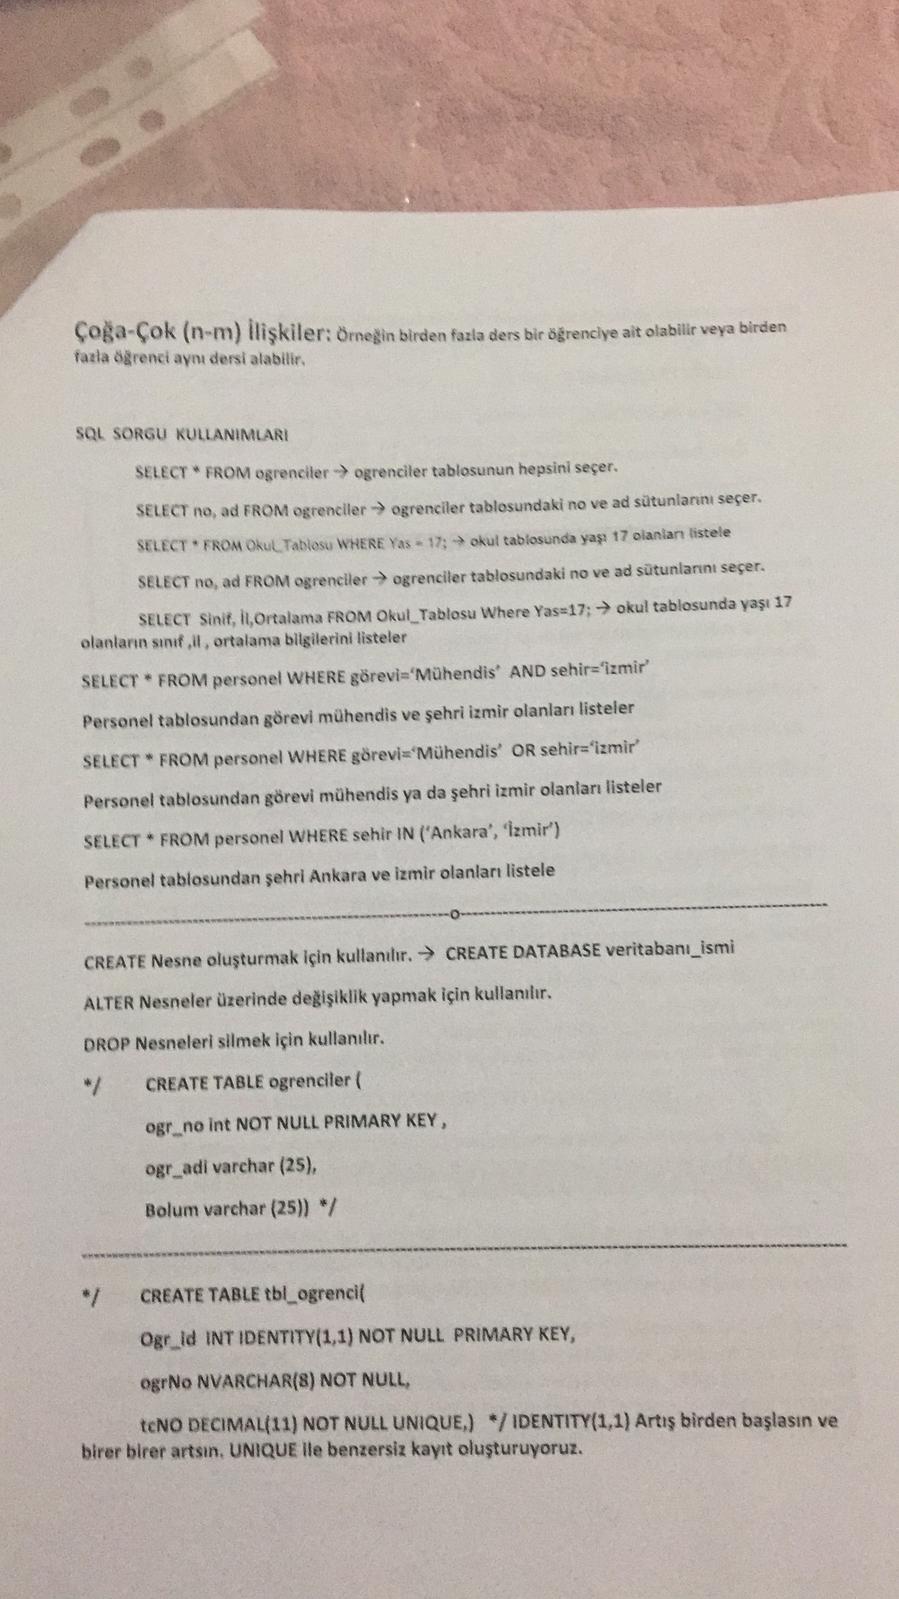 Çoğa-Çok (n-m) İlişkiler: Örneğin birden fazla ders bir öğrenciye ait olabilir veya birden
fazla öğrenci aynı dersi alabilir.
SQL SORGU KULLANIMLARI
SELECT * FROM ogrenciler → ogrenciler tablosunun hepsini seçer.
SELECT no, ad FROM ogrenciler → ogrenciler tablosundaki no ve ad sütunlarını seçer.
SELECT * FROM Okul_Tablosu WHERE Yas = 17; → okul tablosunda yaşı 17 olanları listele
SELECT no, ad FROM ogrenciler → ogrenciler tablosundaki no ve ad sütunlarını seçer.
SELECT Sinif, İl,Ortalama FROM Okul_Tablosu Where Yas=17; → okul tablosunda yaşı 17
olanların sınıf ,il , ortalama bilgilerini listeler
SELECT * FROM personel WHERE görevi=‘Mühendis’ AND sehir=‘izmir’
Personel tablosundan görevi mühendis ve şehri izmir olanları listeler
SELECT * FROM personel WHERE görevi=‘Mühendis’ OR sehir=‘izmir’
Personel tablosundan görevi mühendis ya da şehri izmir olanları listeler
SELECT * FROM personel WHERE sehir IN (‘Ankara’, ‘İzmir’)
Personel tablosundan şehri Ankara ve izmir olanları listele
--------------------------------------------------o--------------------------------------------------
CREATE Nesne oluşturmak için kullanılır. → CREATE DATABASE veritabanı_ismi
ALTER Nesneler üzerinde değişiklik yapmak için kullanılır.
DROP Nesneleri silmek için kullanılır.
*/ CREATE TABLE ogrenciler (
ogr_no int NOT NULL PRIMARY KEY ,
ogr_adi varchar (25),
Bolum varchar (25)) */
*/ CREATE TABLE tbl_ogrenci(
Ogr_id INT IDENTITY(1,1) NOT NULL PRIMARY KEY,
ogrNo NVARCHAR(8) NOT NULL,
tcNO DECIMAL(11) NOT NULL UNIQUE,) */ IDENTITY(1,1) Artış birden başlasın ve
birer birer artsın. UNIQUE ile benzersiz kayıt oluşturuyoruz.